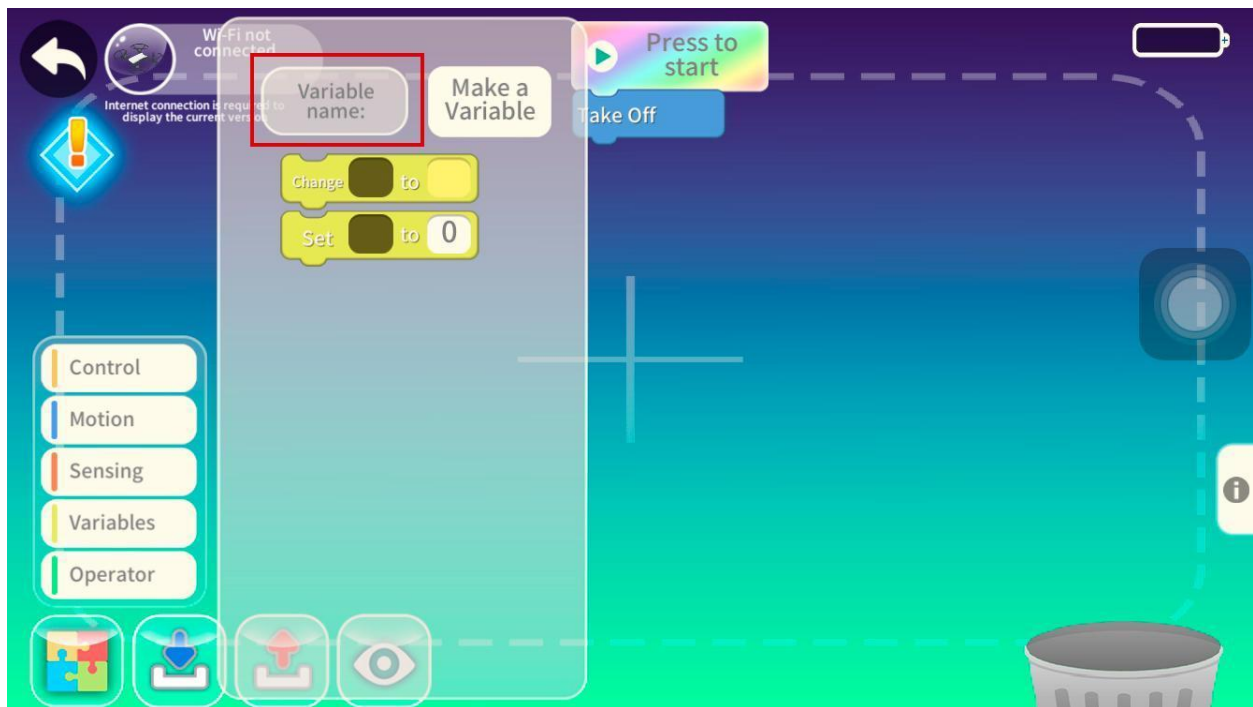 Wi-Fi not
connected
Internet connection is required to
display the current version
Variable
name:
Make a
Variable
Change to
Set to 0
Press to
start
Take Off
Control
Motion
Sensing
Variables
Operator